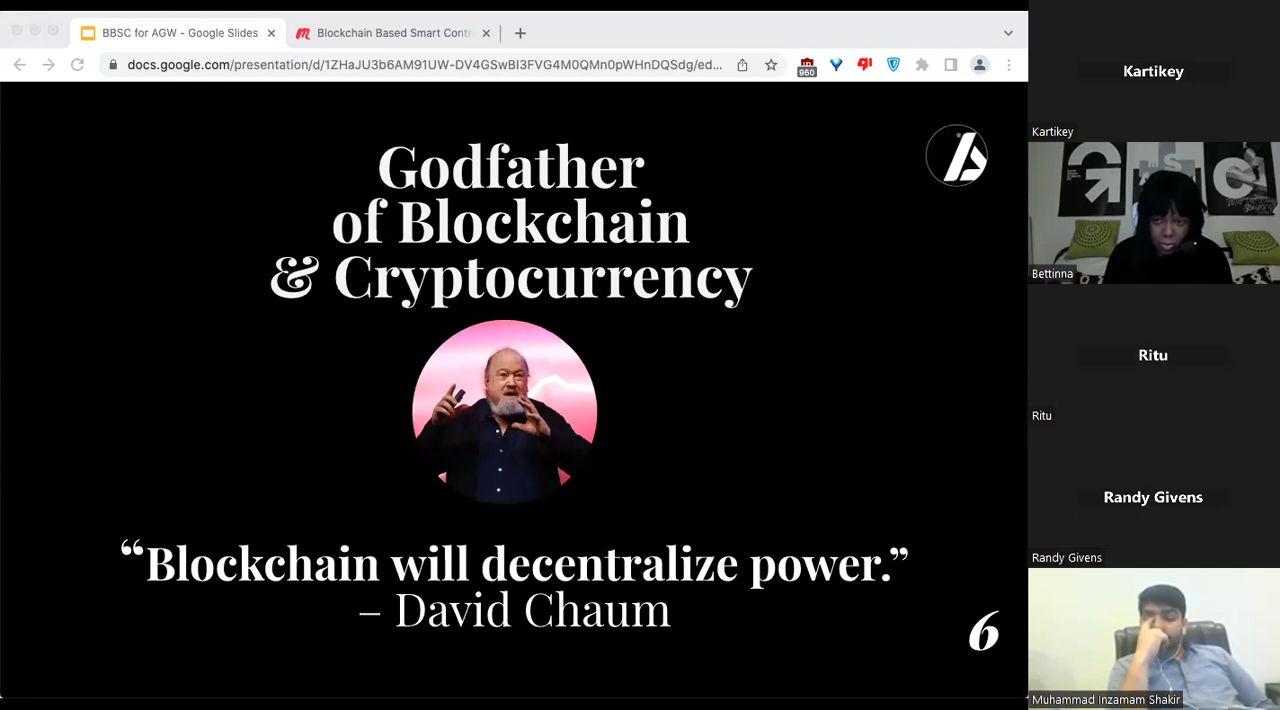 BBSC for AGW - Google Slides
Blockchain Based Smart Contr
docs.google.com/presentation/d/1ZHaJU3b6AM91UW-DV4GSwBI3FVG4M0QMn0pWHnDQSdg/ed...
960
Godfather
of Blockchain
& Cryptocurrency
“Blockchain will decentralize power.”
– David Chaum
6
Kartikey
Kartikey
Bettinna
Ritu
Ritu
Randy Givens
Randy Givens
Muhammad Inzamam Shakir